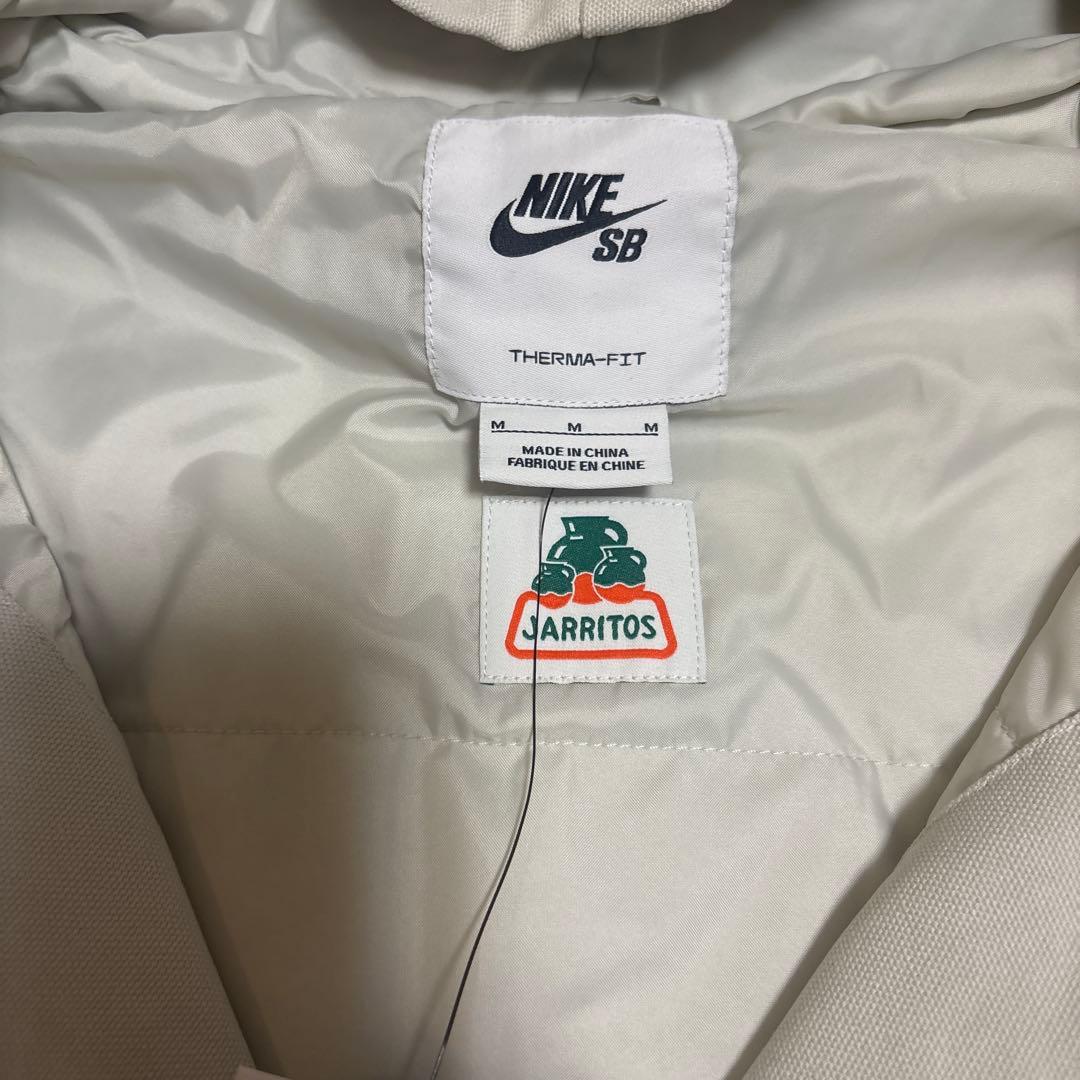 NIKE
SB
THERMA-FIT
M M M
MADE IN CHINA
FABRIQUE EN CHINE
JARRITOS